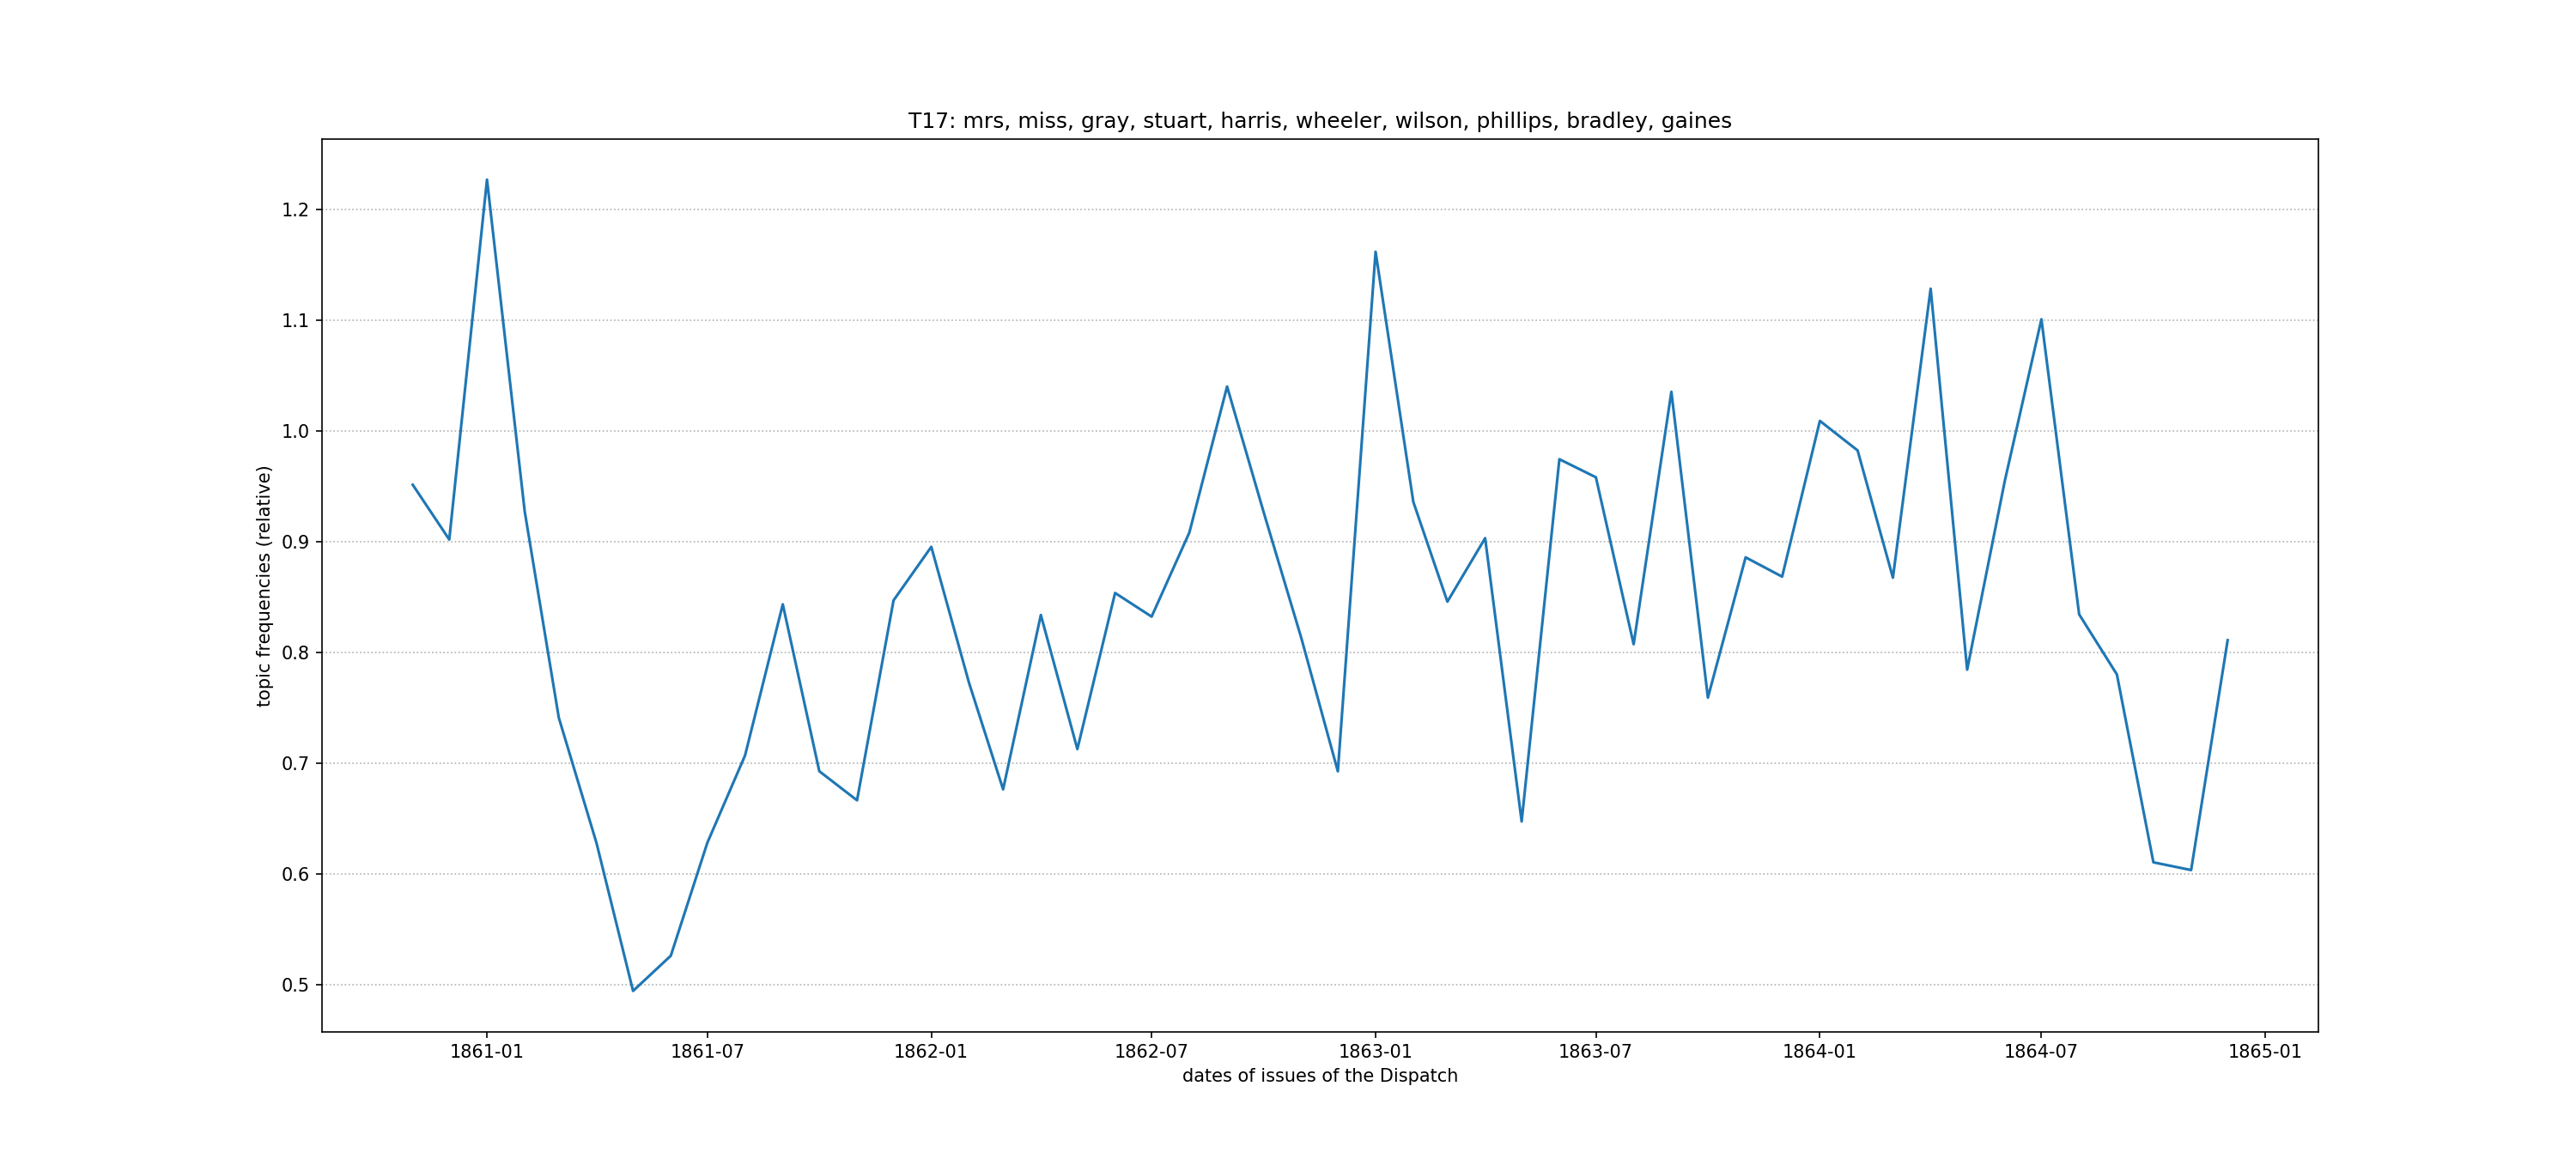 T17: mrs, miss, gray, stuart, harris, wheeler, wilson, phillips, bradley, gaines
topic frequencies (relative)
1.2
1.1
1.0
0.9
0.8
0.7
0.6
0.5
1861-01 1861-07 1862-01 1862-07 1863-01 1863-07 1864-01 1864-07 1865-01
dates of issues of the Dispatch